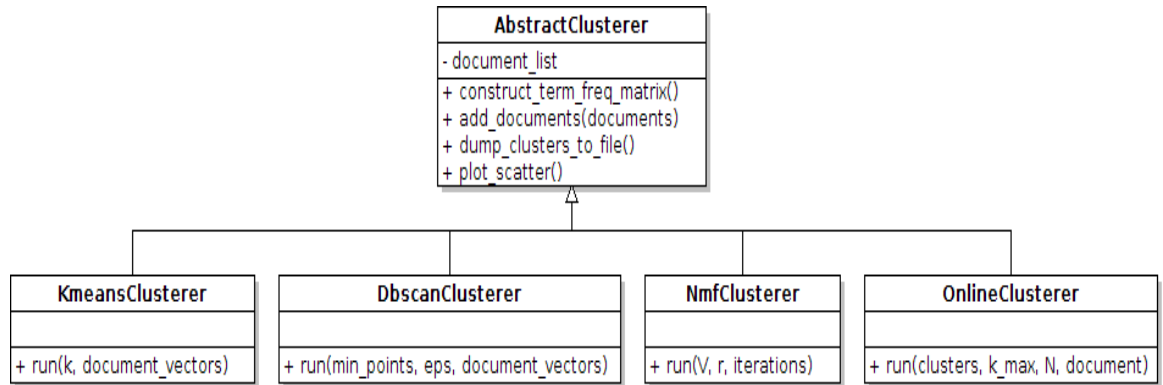 AbstractClusterer
- document_list
+ construct_term_freq_matrix()
+ add_documents(documents)
+ dump_clusters_to_file()
+ plot_scatter()
KmeansClusterer
+ run(k, document_vectors)
DbscanClusterer
+ run(min_points, eps, document_vectors)
NmfClusterer
+ run(V, r, iterations)
OnlineClusterer
+ run(clusters, k_max, N, document)